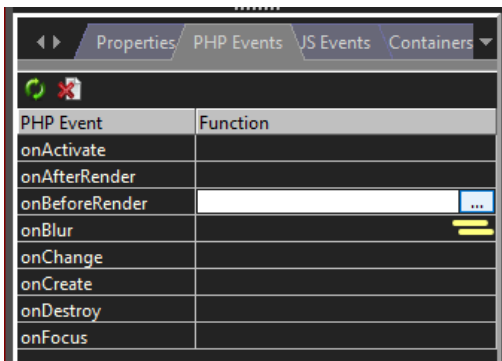 Properties PHP Events JS Events Containers
PHP Event Function
onActivate
onAfterRender
onBeforeRender ...
onBlur
onChange
onCreate
onDestroy
onFocus